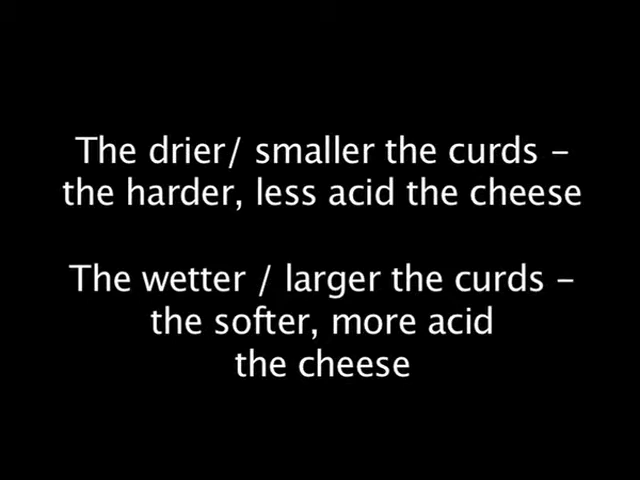 The drier/ smaller the curds –
the harder, less acid the cheese
The wetter / larger the curds –
the softer, more acid
the cheese